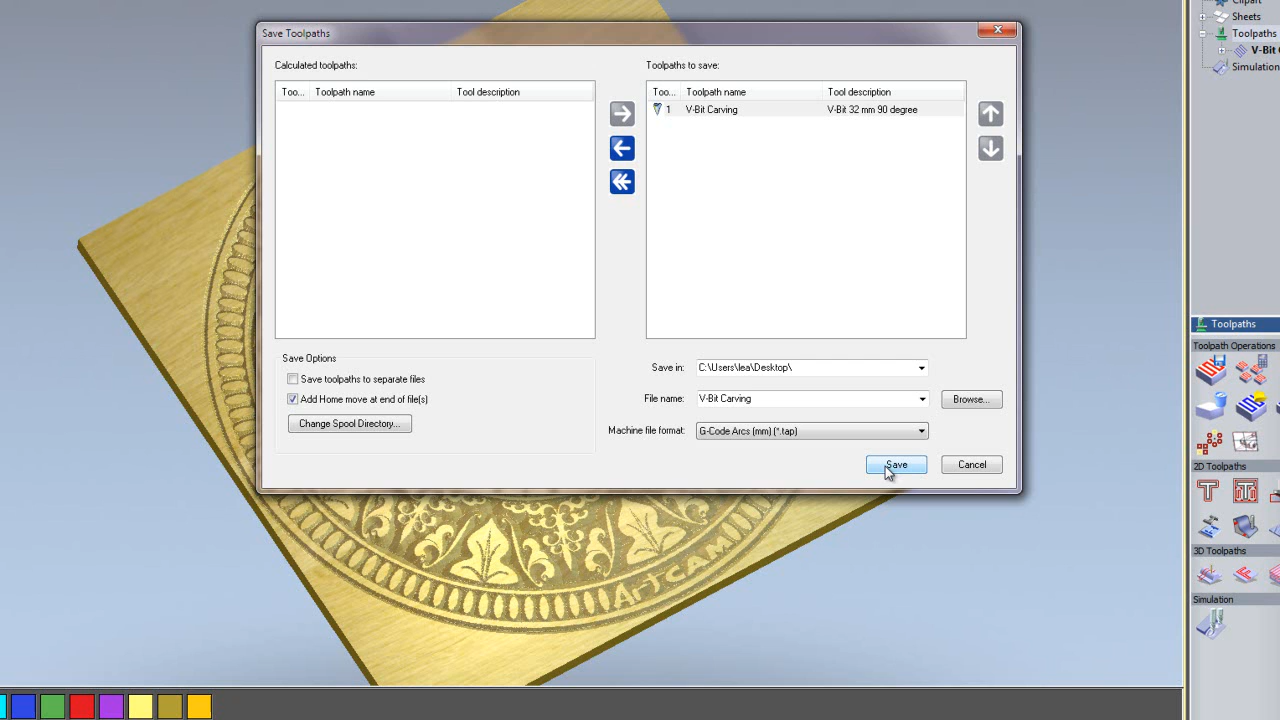 Clipart
Sheets
Toolpaths
V-Bit
Simulation
Save Toolpaths
Calculated toolpaths:
Too... Toolpath name Tool description
Toolpaths to save:
Too... Toolpath name Tool description
1 V-Bit Carving V-Bit 32 mm 90 degree
Save Options
Save toolpaths to separate files
Add Home move at end of file(s)
Change Spool Directory...
Save in: C:\Users\lea\Desktop\
File name: V-Bit Carving Browse...
Machine file format: G-Code Arcs (mm) (*.tap)
Save Cancel
Toolpaths
Toolpath Operations
2D Toolpaths
3D Toolpaths
Simulation
ArtCAM